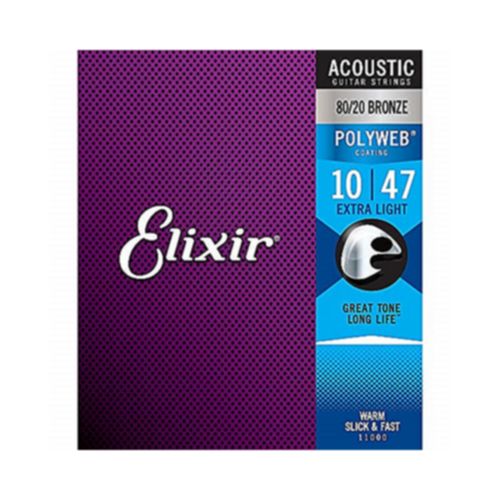 ACOUSTIC
GUITAR STRINGS
80/20 BRONZE
POLYWEB®
COATING
10 | 47
EXTRA LIGHT
Elixir®
GREAT TONE
LONG LIFE™
WARM
SLICK & FAST
11000